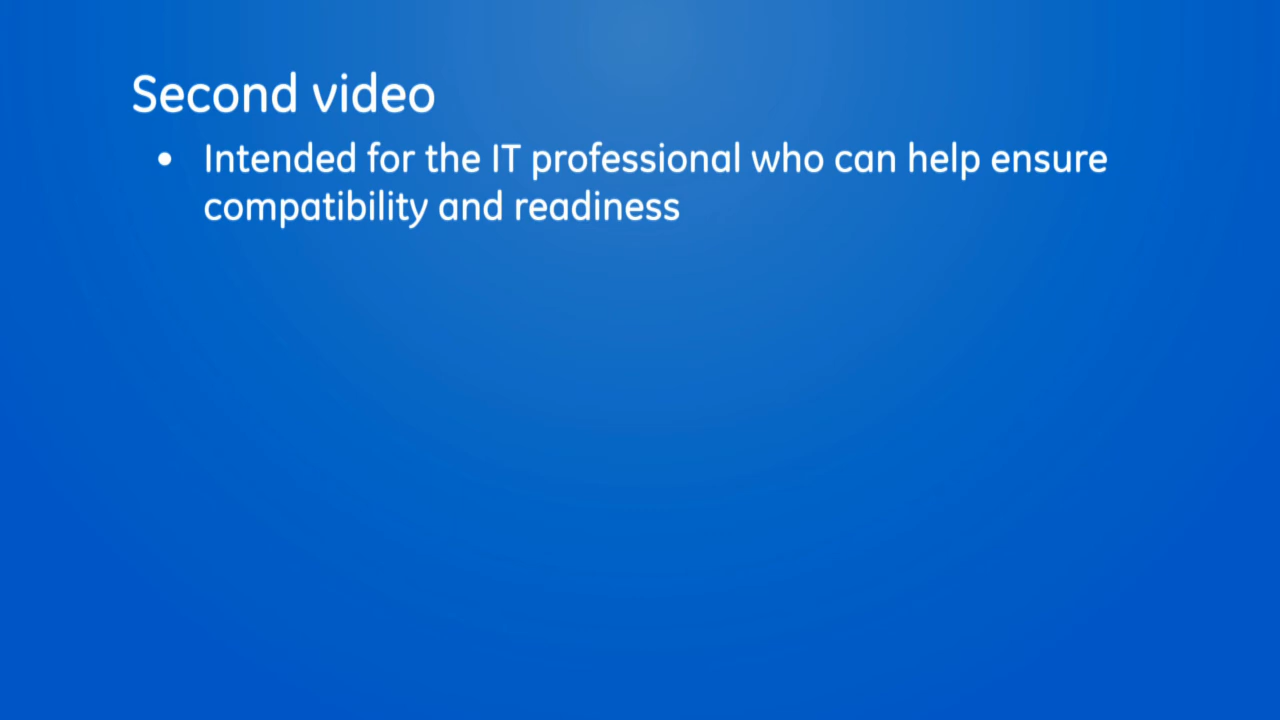 Second video
• Intended for the IT professional who can help ensure
compatibility and readiness